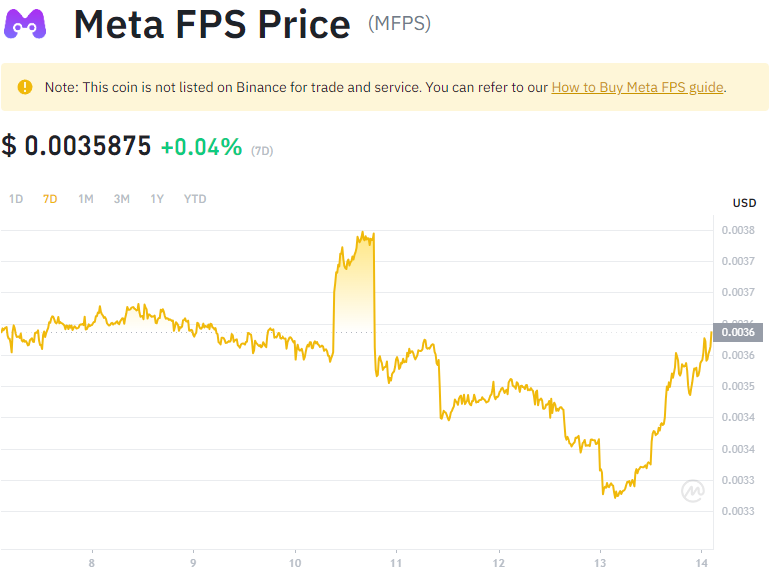 Meta FPS Price (MFPS)
Note: This coin is not listed on Binance for trade and service. You can refer to our How to Buy Meta FPS guide.
$ 0.0035875 +0.04% (7D)
1D 7D 1M 3M 1Y YTD
USD
0.0038
0.0037
0.0037
0.0036
0.0036
0.0035
0.0034
0.0034
0.0033
0.0033
8 9 10 11 12 13 14